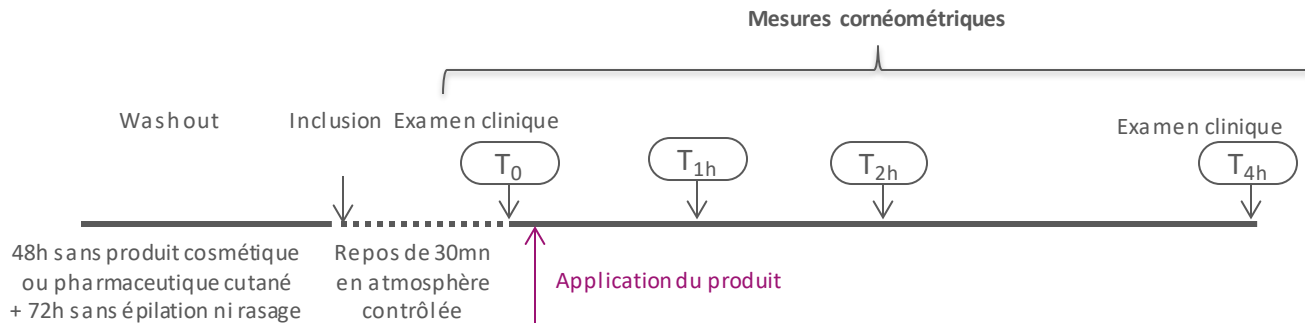 Mesures cornéométriques
Washout
Inclusion
Examen clinique
Examen clinique
T0
T1h
T2h
T4h
48h sans produit cosmétique
ou pharmaceutique cutané
+ 72h sans épilation ni rasage
Repos de 30mn
en atmosphère
contrôlée
Application du produit